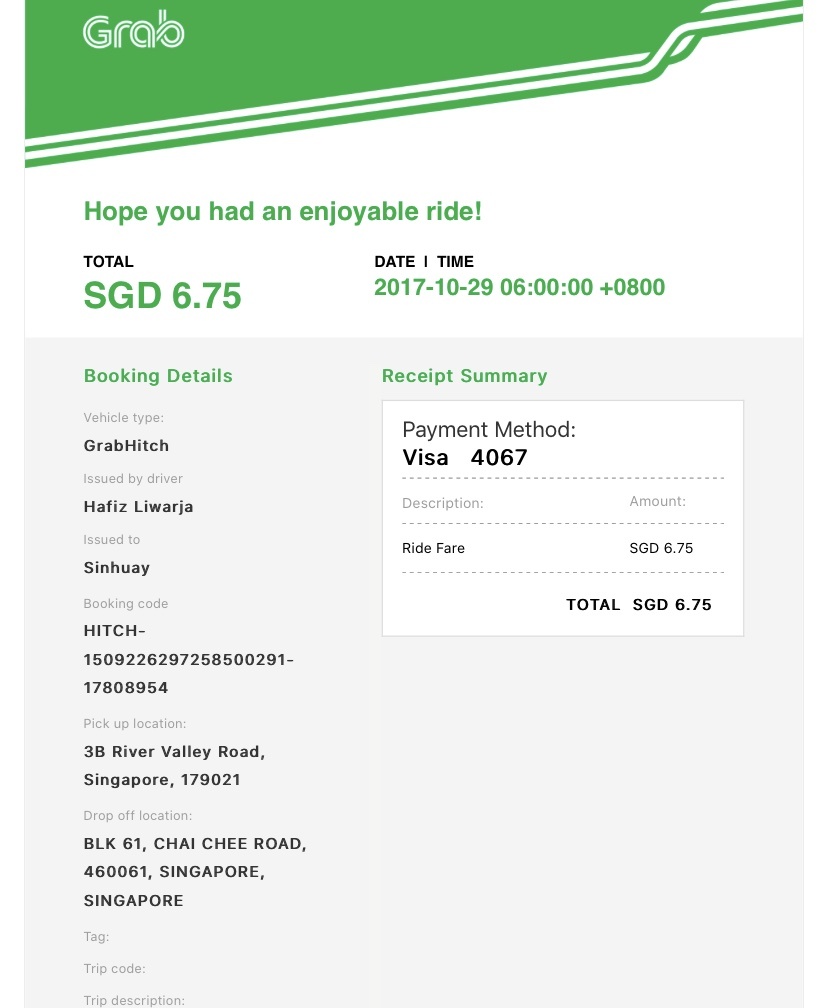 Grab
Hope you had an enjoyable ride!
TOTAL
SGD 6.75
DATE | TIME
2017-10-29 06:00:00 +0800
Booking Details
Vehicle type:
GrabHitch
Issued by driver
Hafiz Liwarja
Issued to
Sinhuay
Booking code
HITCH-
1509226297258500291-
17808954
Pick up location:
3B River Valley Road,
Singapore, 179021
Drop off location:
BLK 61, CHAI CHEE ROAD,
460061, SINGAPORE,
SINGAPORE
Tag:
Trip code:
Trip description:
Receipt Summary
Payment Method:
Visa 4067
Description: Amount:
Ride Fare SGD 6.75
TOTAL SGD 6.75